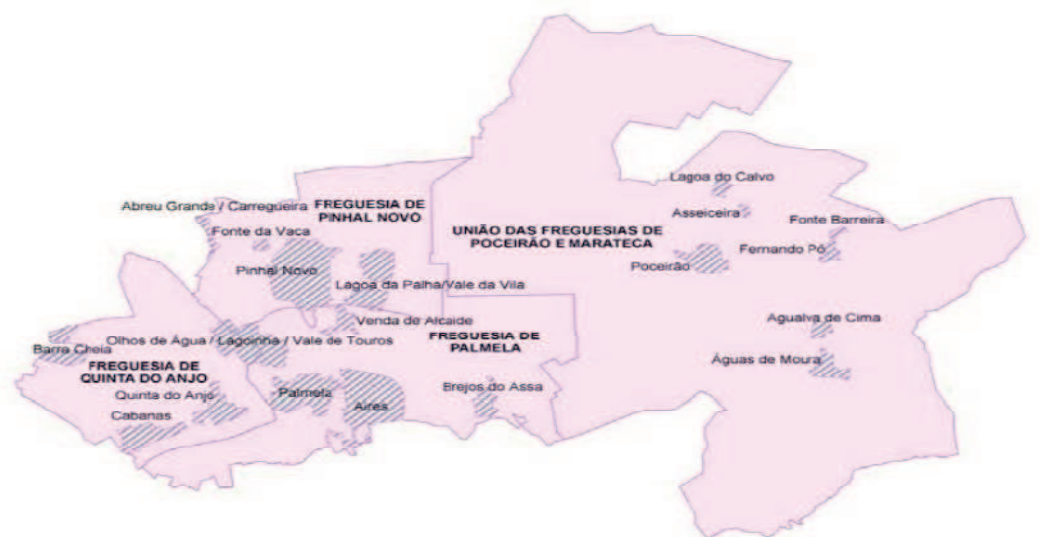 Lagoa do Calvo
Abreu Grande / Carregueira
FREGUESIA DE
PINHAL NOVO
Asseiceira
Fonte Barreira
Fonte da Vaca
UNIÃO DAS FREGUESIAS DE
POCEIRÃO E MARATECA
Fernando Pó
Pinhal Novo
Poceirão
Lagoa da Palha/Vale da Vila
Venda de Alcaide
Agualva de Cima
Olhos de Água / Lagoinha / Vale de Touros
FREGUESIA DE
PALMELA
Barra Cheia
Águas de Moura
FREGUESIA DE
QUINTA DO ANJO
Brejos do Assa
Quinta do Anjo
Palmela
Aires
Cabanas